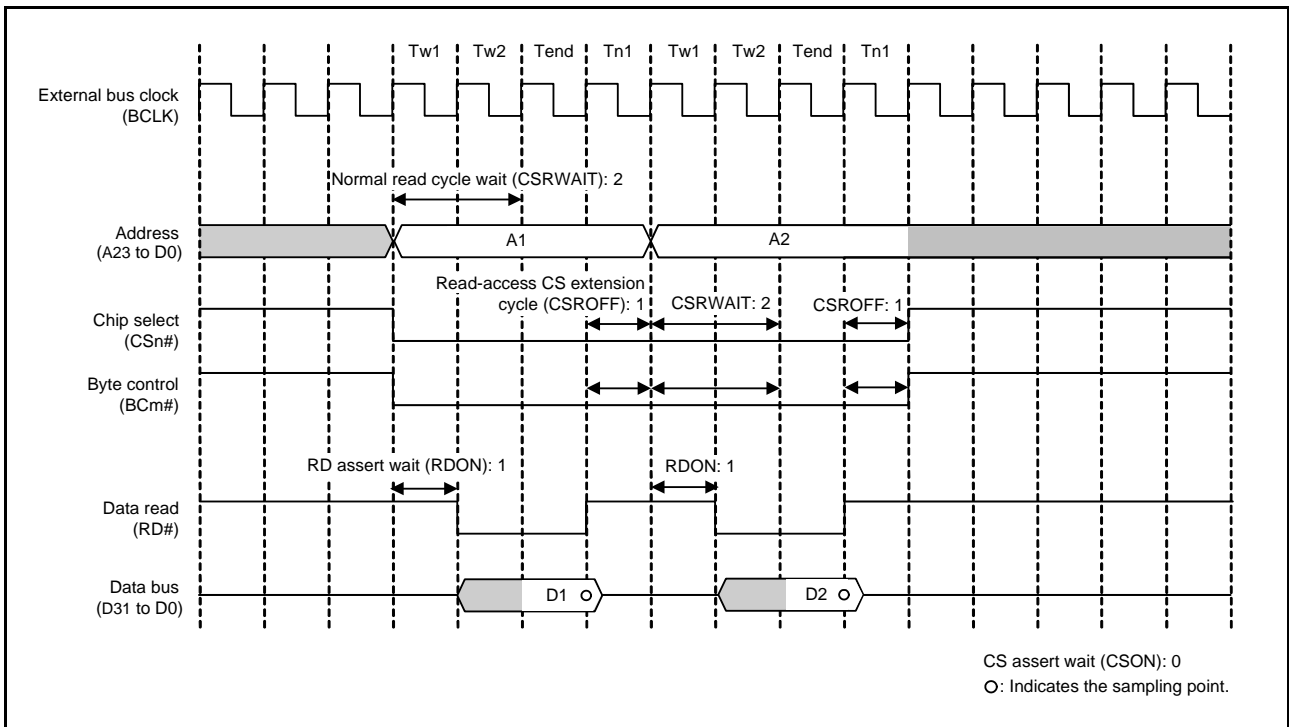 Tw1 Tw2 Tend Tn1 Tw1 Tw2 Tend Tn1
External bus clock
(BCLK)
Normal read cycle wait (CSRWAIT): 2
Address
(A23 to D0)
A1 A2
Read-access CS extension
cycle (CSROFF): 1 CSRWAIT: 2 CSROFF: 1
Chip select
(CSn#)
Byte control
(BCm#)
RD assert wait (RDON): 1 RDON: 1
Data read
(RD#)
Data bus
(D31 to D0)
D1 D2
CS assert wait (CSON): 0
: Indicates the sampling point.